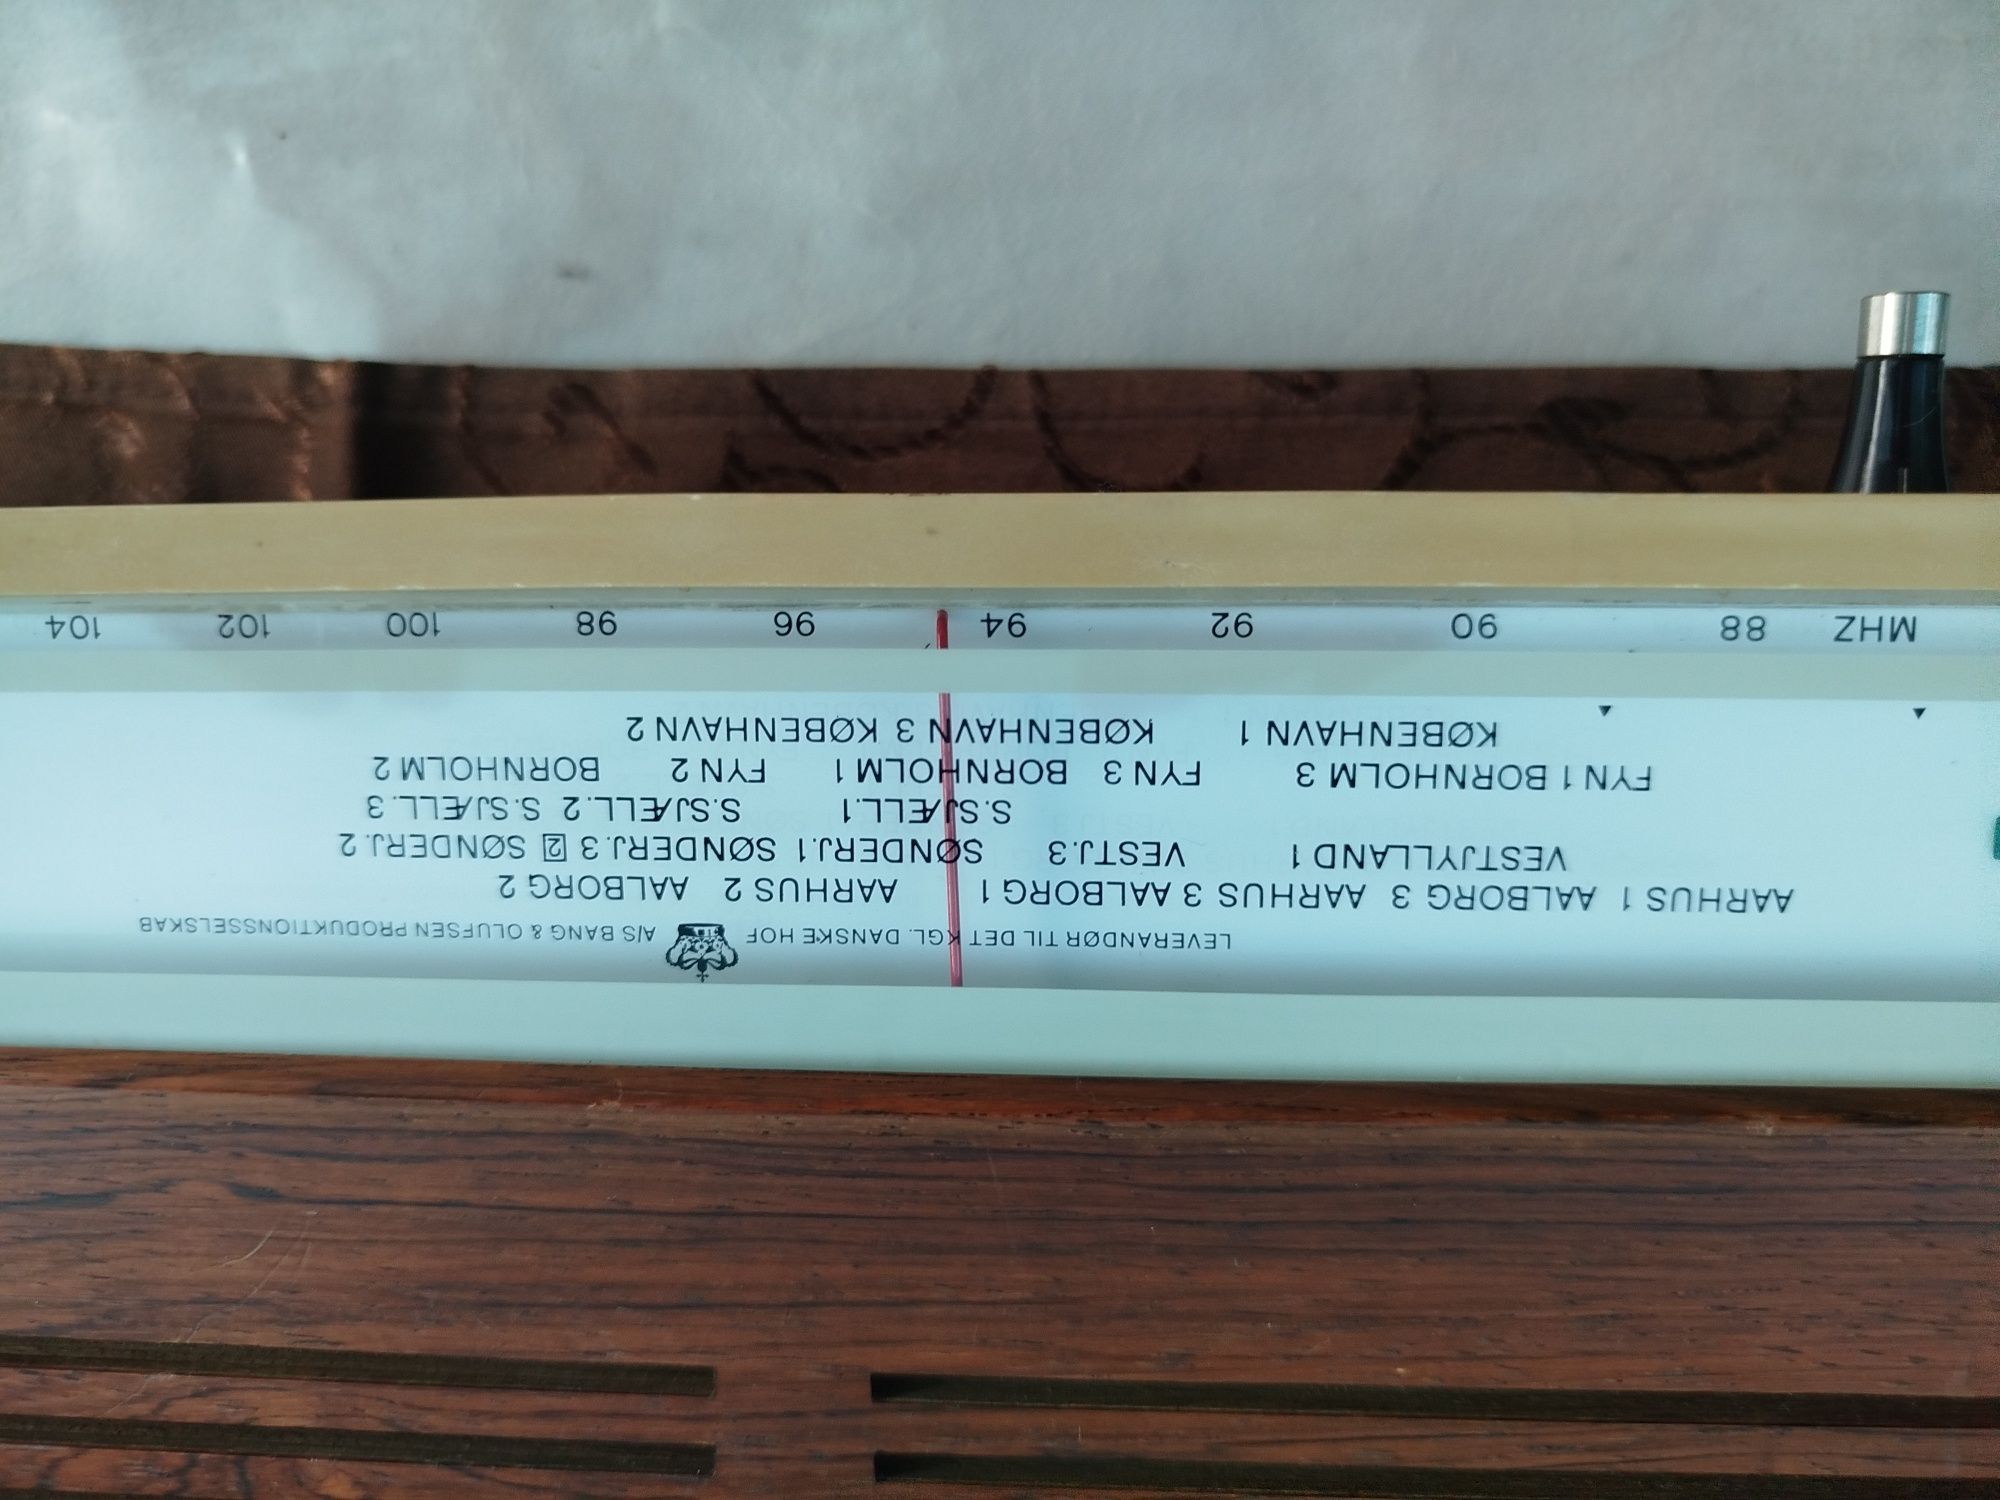 LEVERANDØR TIL DET KGL. DANSKE HOF A/S BANG & OLUFSEN PRODUKTIONSSELSKAB
AARHUS 1 AALBORG 3 AARHUS 3 AALBORG 1 AARHUS 2 AALBORG 2
VESTJYLLAND 1 VESTJ.3 SØNDERJ.1 SØNDERJ.3 2 SØNDERJ.2
S.SJÆLL.1 S.SJÆLL.2 S.SJÆLL.3
FYN 1 BORNHOLM 3 FYN 3 BORNHOLM 1 FYN 2 BORNHOLM 2
KØBENHAVN 1 KØBENHAVN 3 KØBENHAVN 2
MHZ 88 90 92 94 96 98 100 102 104